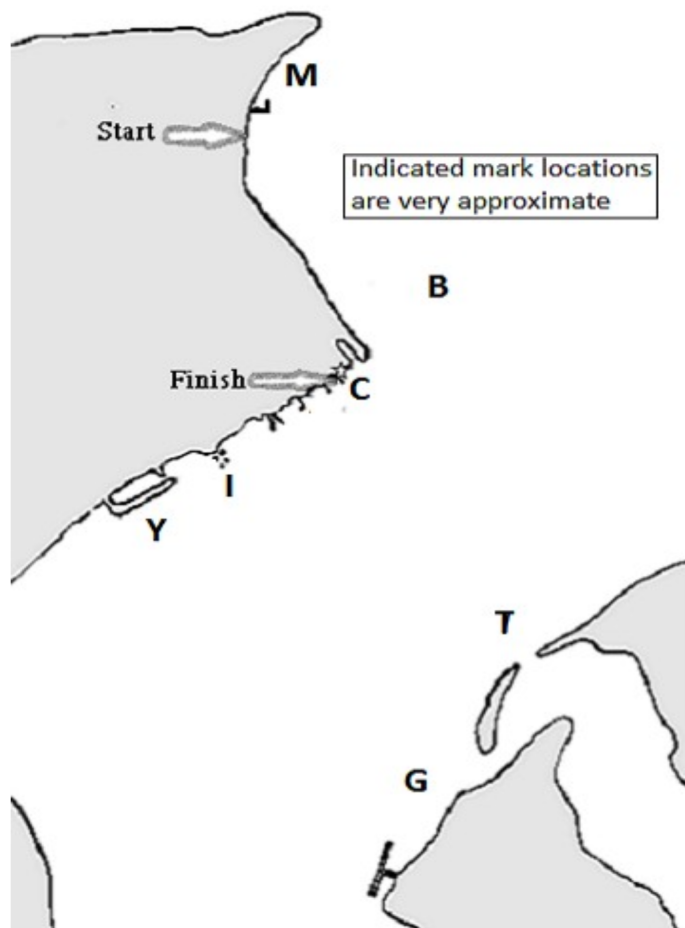 M
Start
Indicated mark locations
are very approximate
B
Finish
C
I
Y
T
G